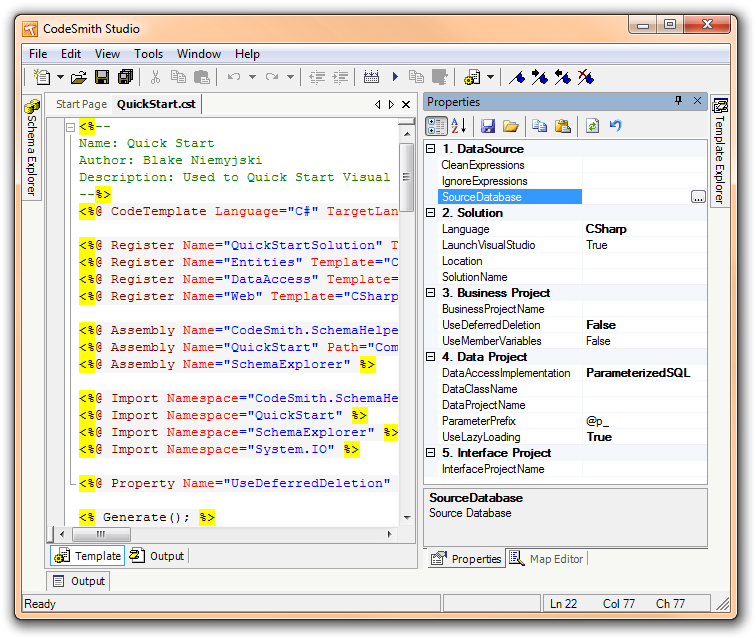 CodeSmith Studio
File Edit View Tools Window Help
Schema Explorer
Start Page QuickStart.cst
<%--
Name: Quick Start
Author: Blake Niemyjski
Description: Used to Quick Start Visual
--%>
<%@ CodeTemplate Language="C#" TargetLan
<%@ Register Name="QuickStartSolution" T
<%@ Register Name="Entities" Template="C
<%@ Register Name="DataAccess" Template=
<%@ Register Name="Web" Template="CSharp
<%@ Assembly Name="CodeSmith.SchemaHelpe
<%@ Assembly Name="QuickStart" Path="Com
<%@ Assembly Name="SchemaExplorer" %>
<%@ Import Namespace="CodeSmith.SchemaHe
<%@ Import Namespace="QuickStart" %>
<%@ Import Namespace="SchemaExplorer" %>
<%@ Import Namespace="System.IO" %>
<%@ Property Name="UseDeferredDeletion"
<% Generate(); %>
Template Output
Properties
1. DataSource
CleanExpressions
IgnoreExpressions
SourceDatabase ...
2. Solution
Language CSharp
LaunchVisualStudio True
Location
SolutionName
3. Business Project
BusinessProjectName
UseDeferredDeletion False
UseMemberVariables False
4. Data Project
DataAccessImplementation ParameterizedSQL
DataClassName
DataProjectName
ParameterPrefix @p_
UseLazyLoading True
5. Interface Project
InterfaceProjectName
SourceDatabase
Source Database
Properties Map Editor
Template Explorer
Output
Ready Ln 22 Col 77 Ch 77